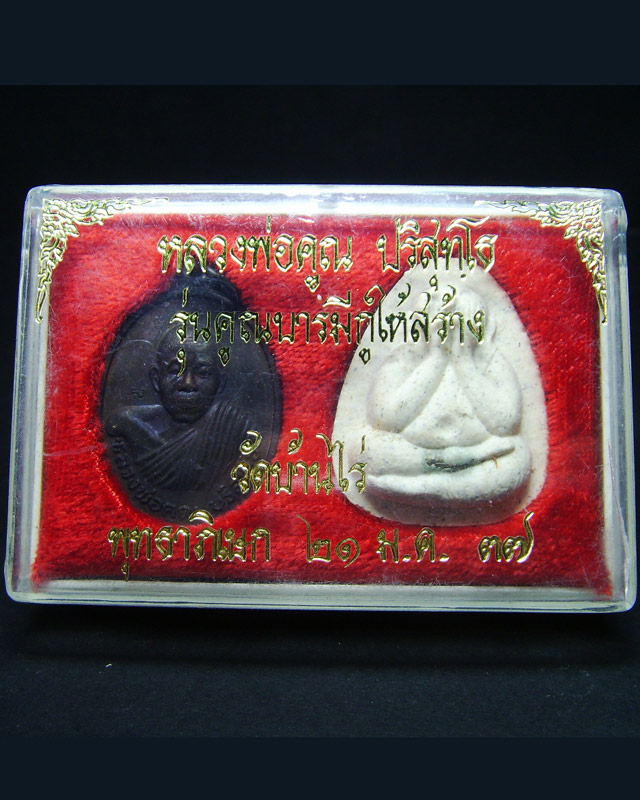 หลวงพ่อคูณ ปริสุทโธ
รุ่นคูณบารมีกูให้สร้าง
วัดบ้านไร่
พุทธาภิเษก ๒๑ ม.ค. ๓๗